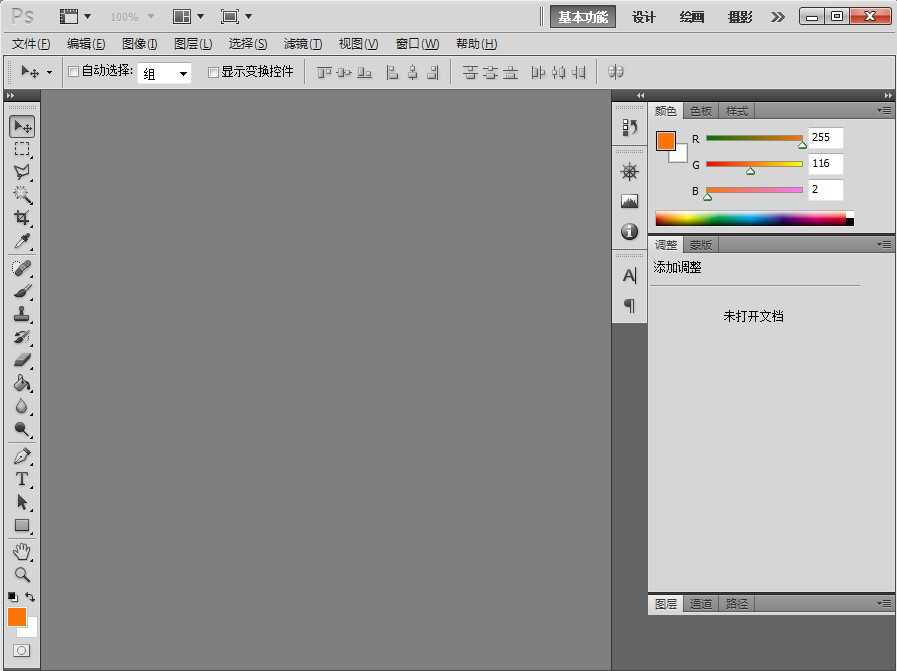 Ps 100% 基本功能 设计 绘画 摄影
文件(F) 编辑(E) 图像(I) 图层(L) 选择(S) 滤镜(T) 视图(V) 窗口(W) 帮助(H)
自动选择: 组 显示变换控件
颜色 色板 样式
R 255
G 116
B 2
调整 蒙版
添加调整
未打开文档
图层 通道 路径